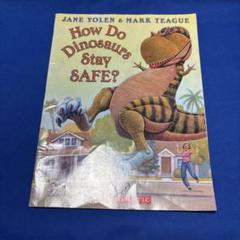 JANE YOLEN & MARK TEAGUE
How Do
Dinosaurs
Stay
SAFE?